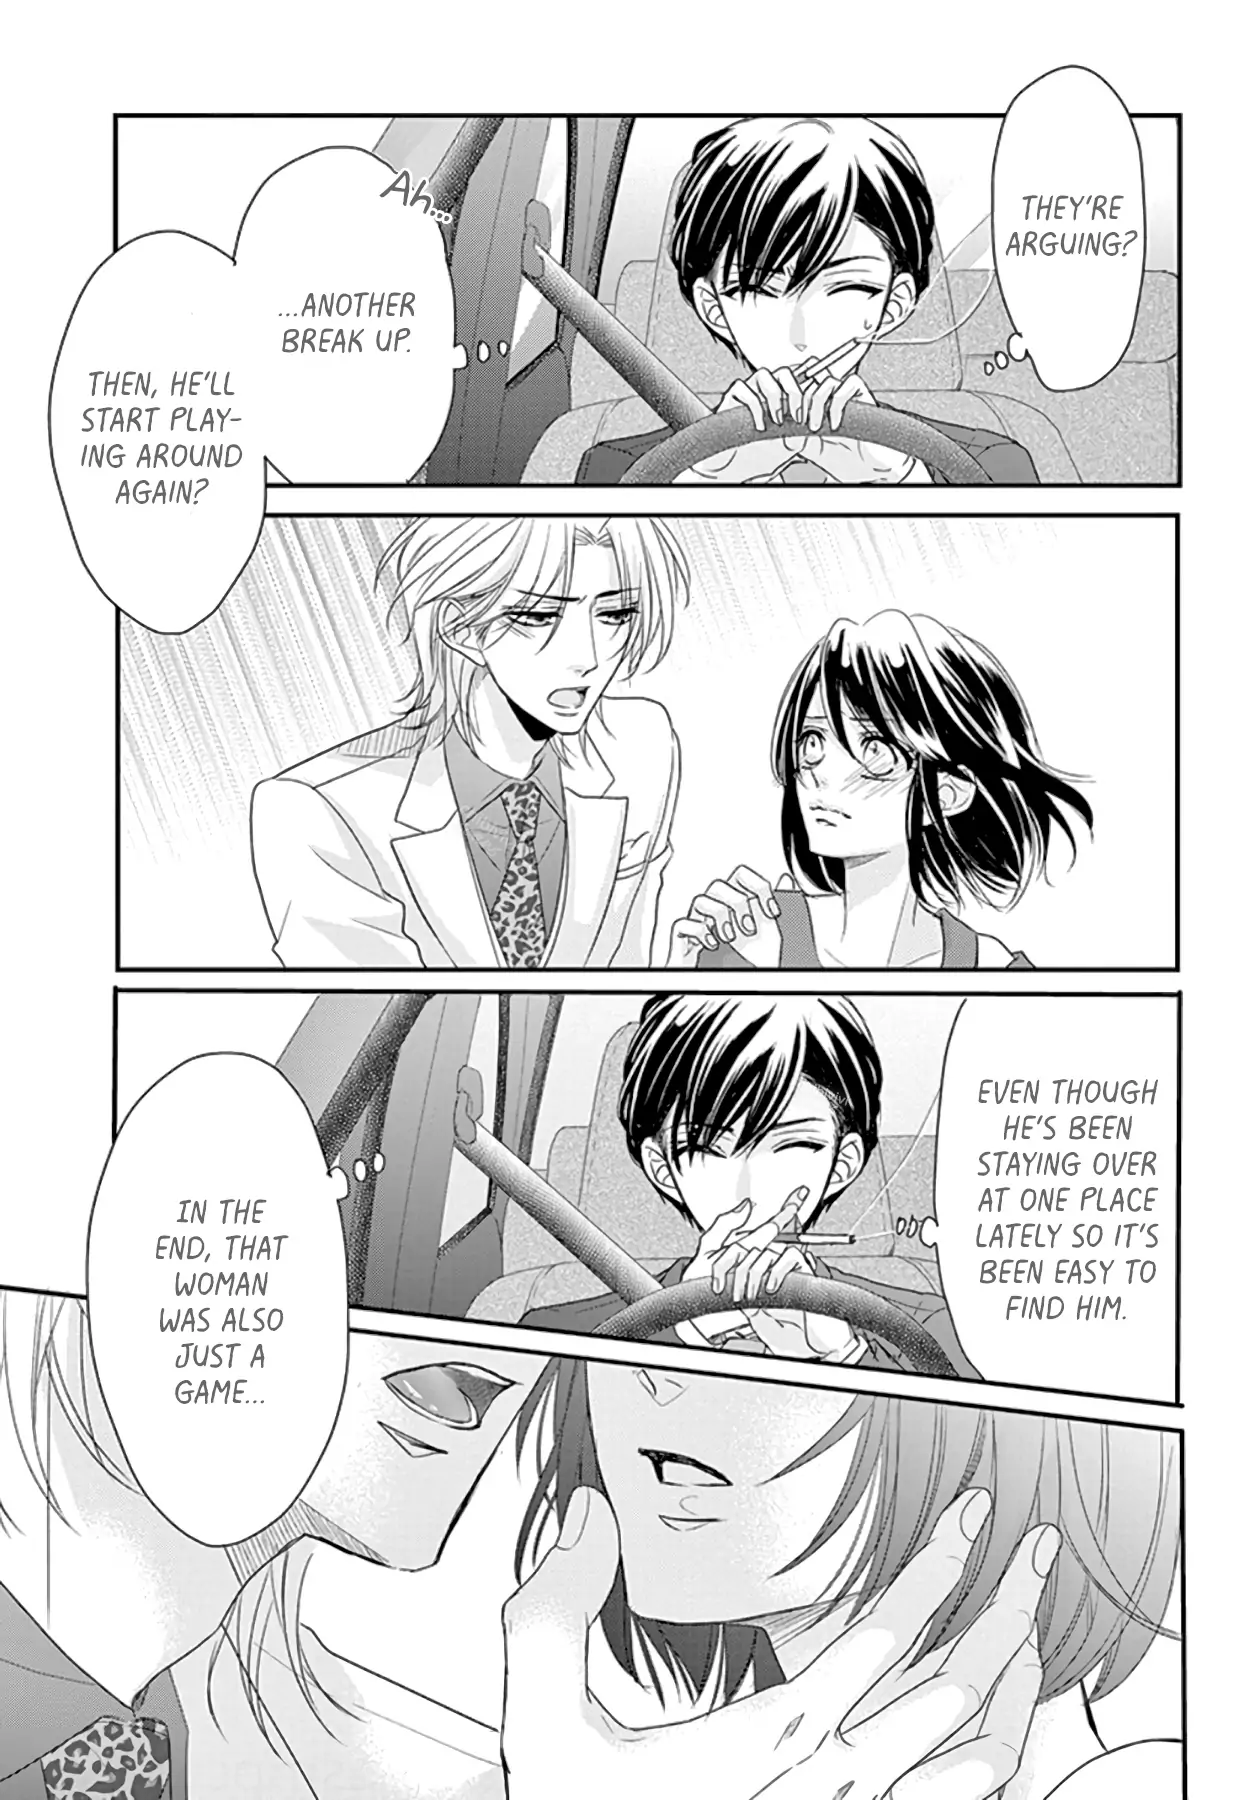 THEY'RE
ARGUING?
Ah...
...ANOTHER
BREAK UP.
THEN, HE'LL
START PLAY-
ING AROUND
AGAIN?
EVEN THOUGH
HE'S BEEN
STAYING OVER
AT ONE PLACE
LATELY SO IT'S
BEEN EASY TO
FIND HIM.
IN THE
END, THAT
WOMAN
WAS ALSO
JUST A
GAME...